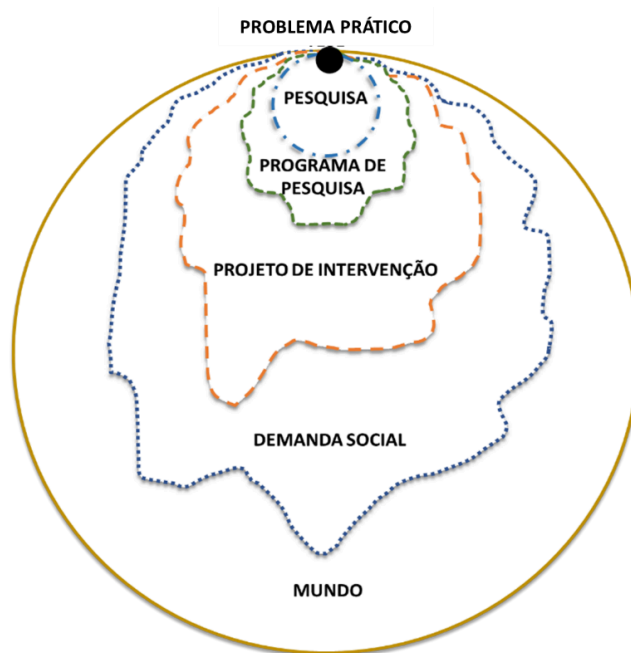 PROBLEMA PRÁTICO
PESQUISA
PROGRAMA DE
PESQUISA
PROJETO DE INTERVENÇÃO
DEMANDA SOCIAL
MUNDO